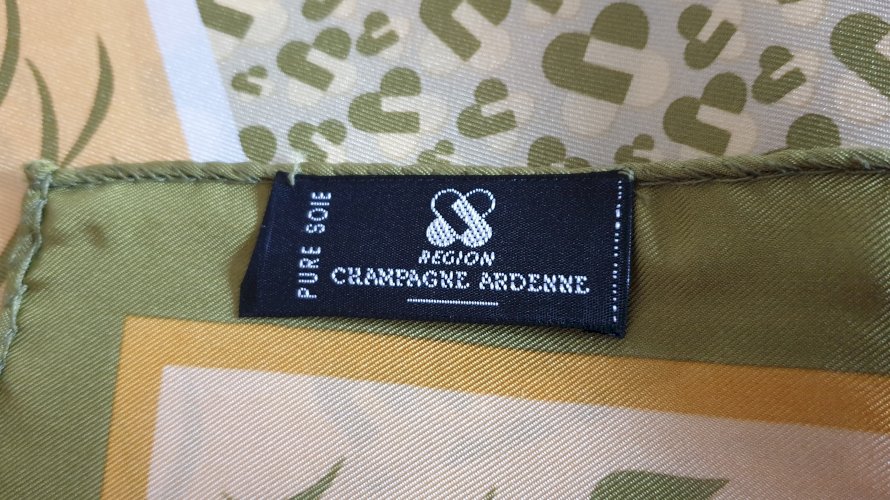 PURE SOIE
REGION
CHAMPAGNE ARDENNE